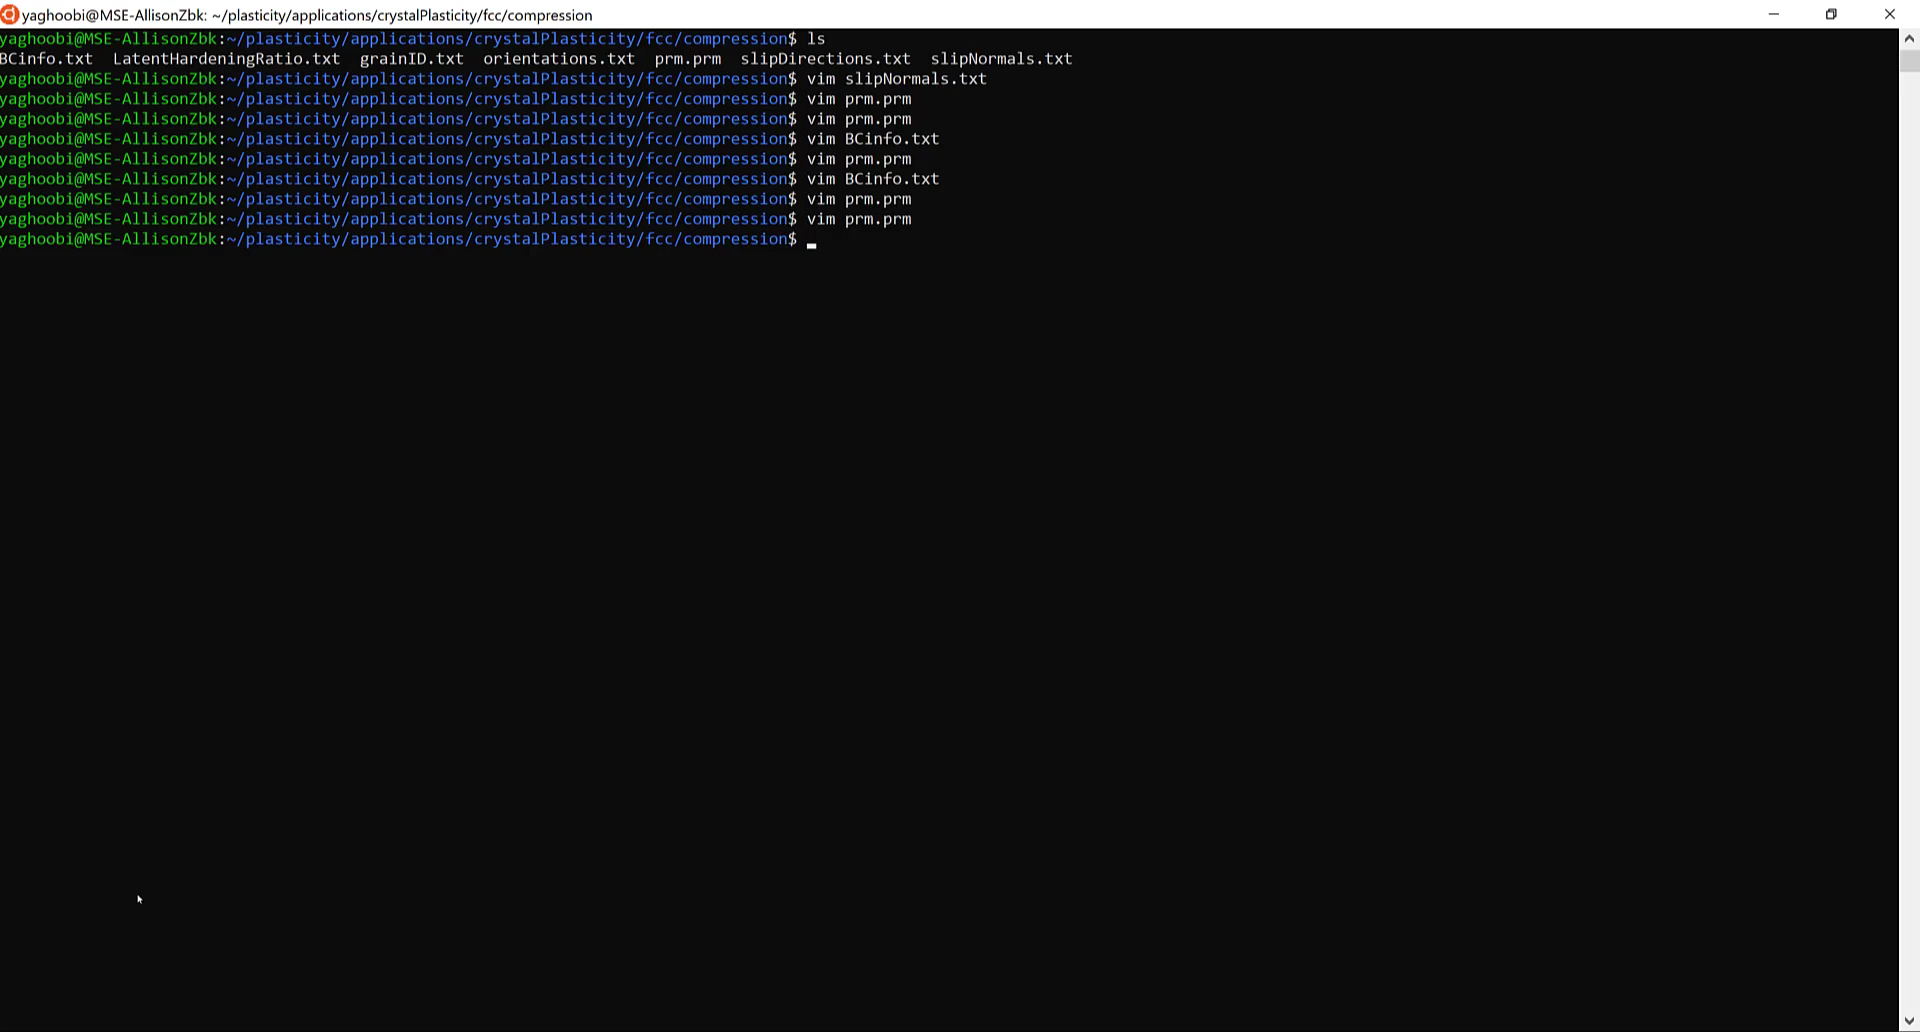 yaghoobi@MSE-AllisonZbk: ~/plasticity/applications/crystalPlasticity/fcc/compression
yaghoobi@MSE-AllisonZbk:~/plasticity/applications/crystalPlasticity/fcc/compression$ ls
BCinfo.txt  LatentHardeningRatio.txt  grainID.txt  orientations.txt  prm.prm  slipDirections.txt  slipNormals.txt
yaghoobi@MSE-AllisonZbk:~/plasticity/applications/crystalPlasticity/fcc/compression$ vim slipNormals.txt
yaghoobi@MSE-AllisonZbk:~/plasticity/applications/crystalPlasticity/fcc/compression$ vim prm.prm
yaghoobi@MSE-AllisonZbk:~/plasticity/applications/crystalPlasticity/fcc/compression$ vim prm.prm
yaghoobi@MSE-AllisonZbk:~/plasticity/applications/crystalPlasticity/fcc/compression$ vim BCinfo.txt
yaghoobi@MSE-AllisonZbk:~/plasticity/applications/crystalPlasticity/fcc/compression$ vim prm.prm
yaghoobi@MSE-AllisonZbk:~/plasticity/applications/crystalPlasticity/fcc/compression$ vim BCinfo.txt
yaghoobi@MSE-AllisonZbk:~/plasticity/applications/crystalPlasticity/fcc/compression$ vim prm.prm
yaghoobi@MSE-AllisonZbk:~/plasticity/applications/crystalPlasticity/fcc/compression$ vim prm.prm
yaghoobi@MSE-AllisonZbk:~/plasticity/applications/crystalPlasticity/fcc/compression$